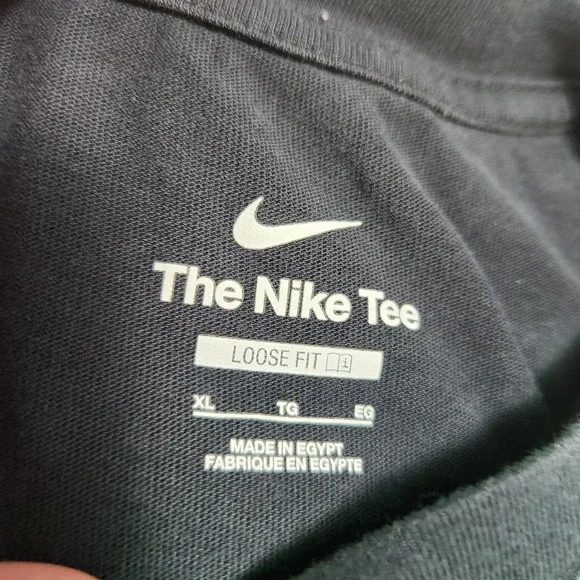 The Nike Tee
LOOSE FIT
XL TG EG
MADE IN EGYPT
FABRIQUE EN EGYPTE